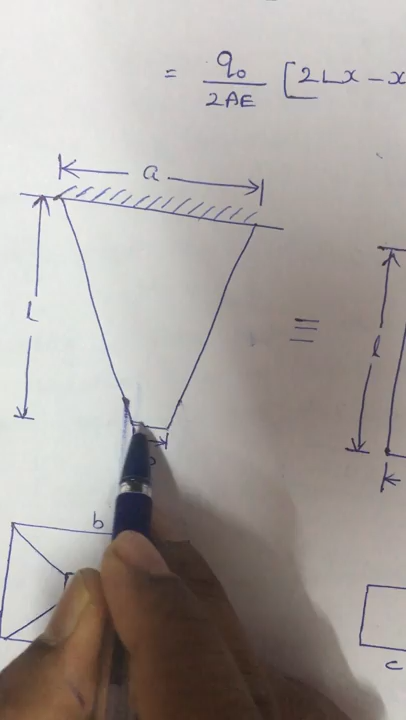 = q₀/2AE [2Lx - x
a
L
≡
l
b
c